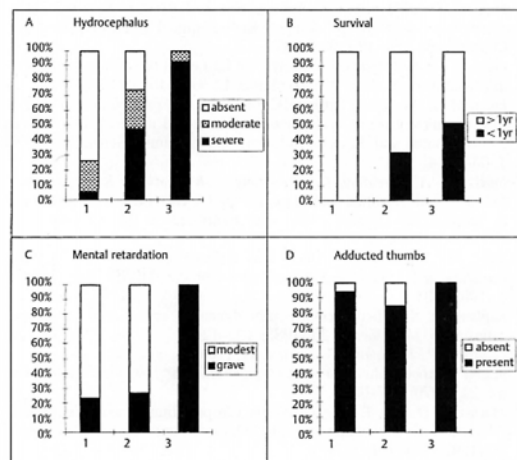 A Hydrocephalus
100%
90%
80%
70%
60%
50%
40%
30%
20%
10%
0%
1 2 3
absent
moderate
severe
B Survival
100%
90%
80%
70%
60%
50%
40%
30%
20%
10%
0%
1 2 3
>1yr
<1yr
C Mental retardation
100%
90%
80%
70%
60%
50%
40%
30%
20%
10%
0%
1 2 3
modest
grave
D Adducted thumbs
100%
90%
80%
70%
60%
50%
40%
30%
20%
10%
0%
1 2 3
absent
present